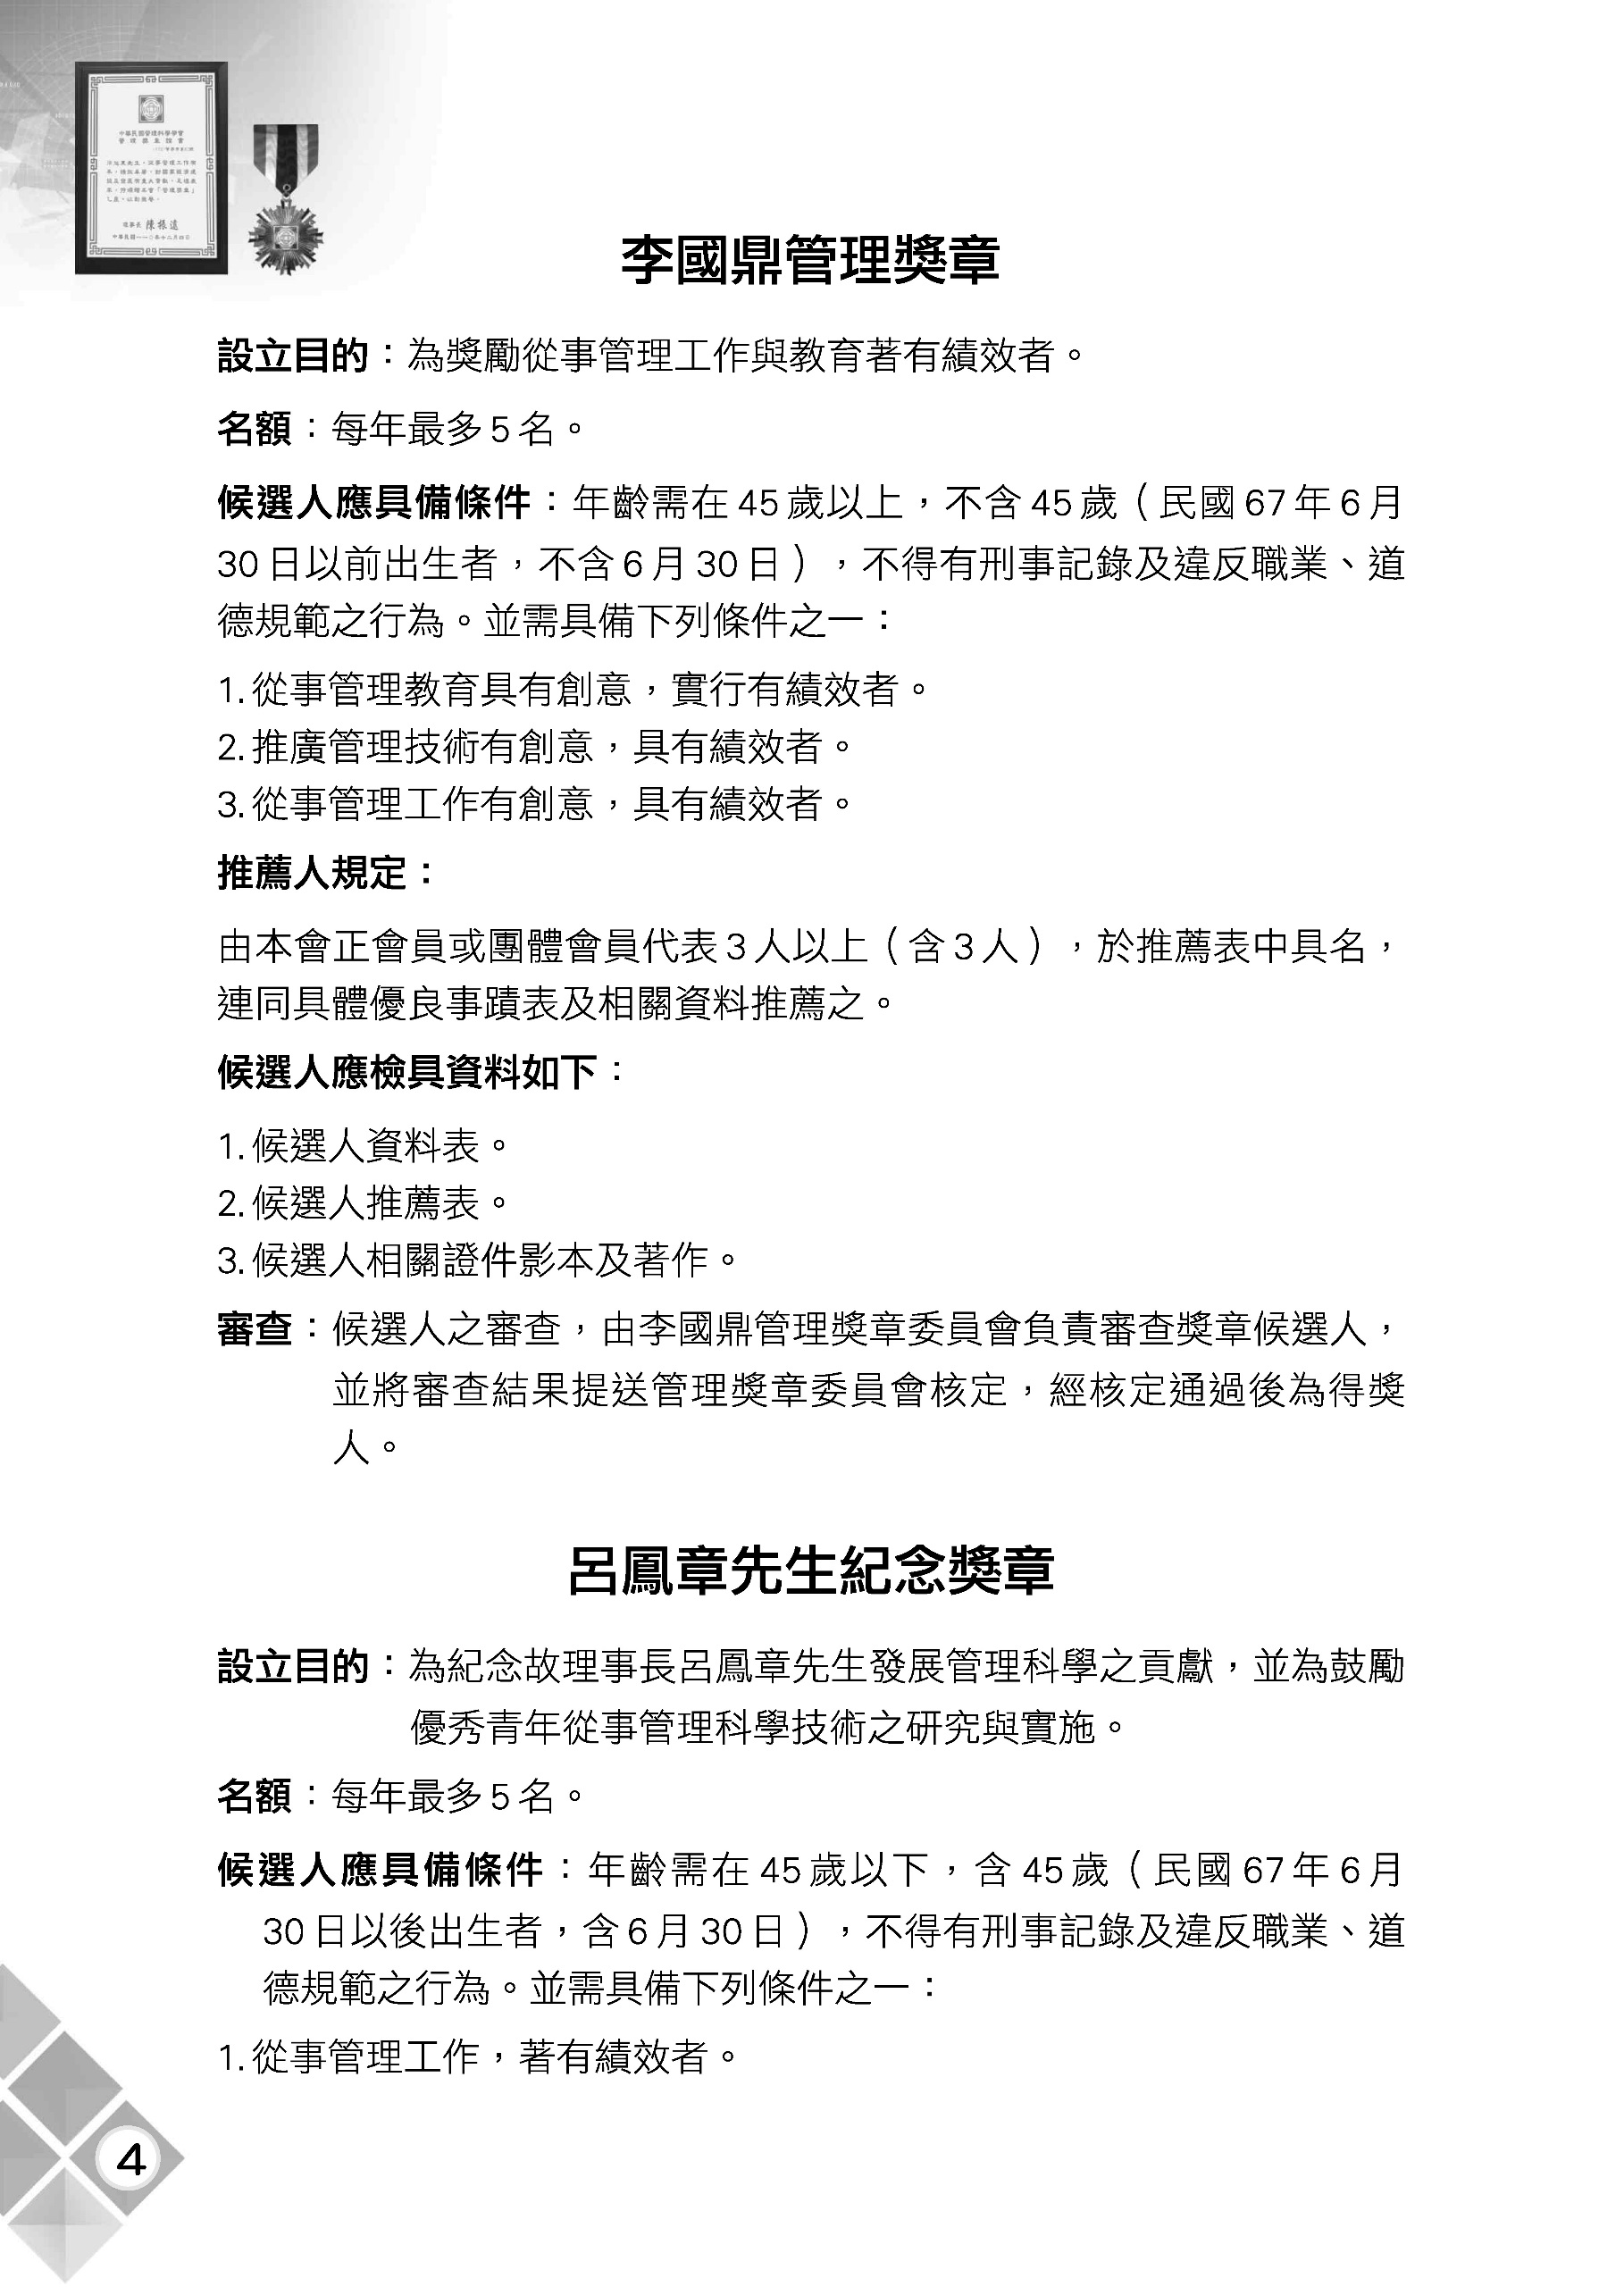 中華民國管理科學學會
李國鼎管理獎章
設立目的：為獎勵從事管理工作與教育著有績效者。
名額：每年最多5名。
候選人應具備條件：年齡需在45歲以上，不含45歲（民國67年6月
30日以前出生者，不含6月30日），不得有刑事記錄及違反職業、道
德規範之行為。並需具備下列條件之一：
1.從事管理教育具有創意，實行有績效者。
2.推廣管理技術有創意，具有績效者。
3.從事管理工作有創意，具有績效者。
推薦人規定：
由本會正會員或團體會員代表3人以上（含3人），於推薦表中具名，
連同具體優良事蹟表及相關資料推薦之。
候選人應檢具資料如下：
1.候選人資料表。
2.候選人推薦表。
3.候選人相關證件影本及著作。
審查：候選人之審查，由李國鼎管理獎章委員會負責審查獎章候選人，
並將審查結果提送管理獎章委員會核定，經核定通過後為得獎
人。
呂鳳章先生紀念獎章
設立目的：為紀念故理事長呂鳳章先生發展管理科學之貢獻，並為鼓勵
優秀青年從事管理科學技術之研究與實施。
名額：每年最多5名。
候選人應具備條件：年齡需在45歲以下，含45歲（民國67年6月
30日以後出生者，含6月30日），不得有刑事記錄及違反職業、道
德規範之行為。並需具備下列條件之一：
1.從事管理工作，著有績效者。
4